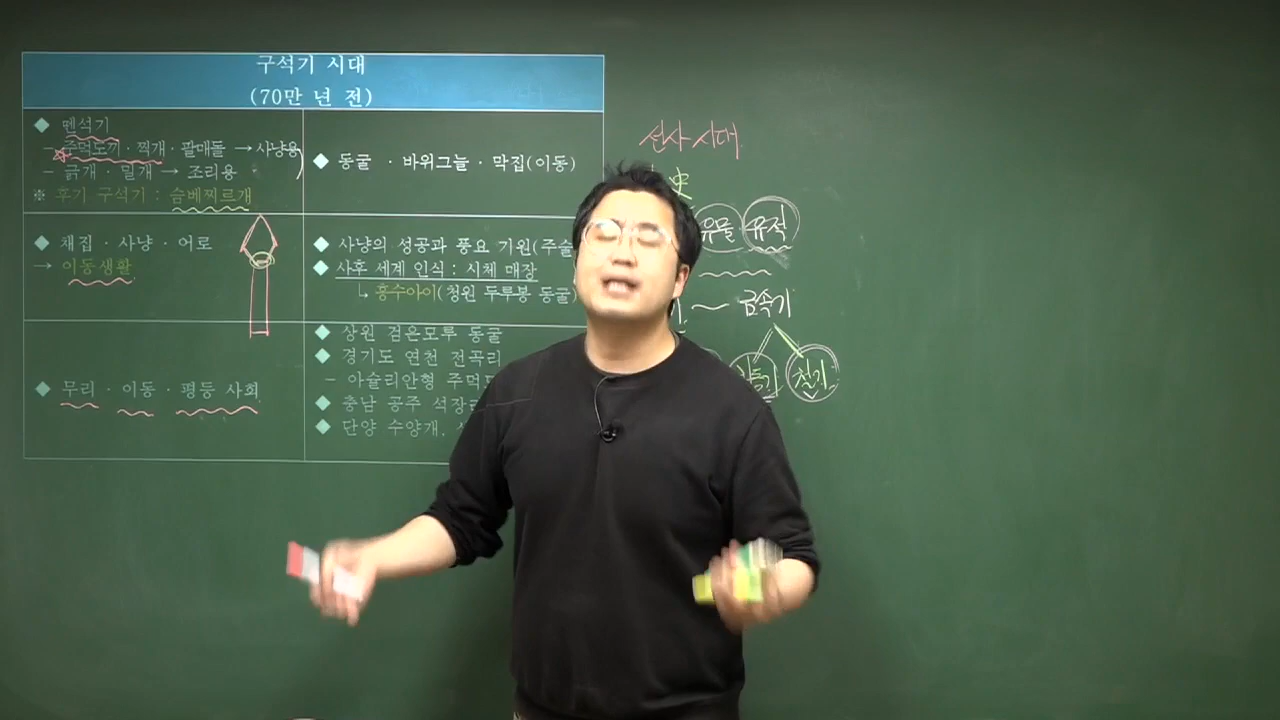 구석기 시대
(70만 년 전)
◆ 뗀석기
- 주먹도끼 · 찍개 · 팔매돌 → 사냥용
- 긁개 · 밀개 → 조리용
※ 후기 구석기 : 슴베찌르개
◆ 동굴 · 바위그늘 · 막집(이동)
◆ 채집 · 사냥 · 어로
→ 이동생활
◆ 사냥의 성공과 풍요 기원(주술
◆ 사후 세계 인식 : 시체 매장
↳ 흥수아이(청원 두루봉 동굴)
◆ 무리 · 이동 · 평등 사회
◆ 상원 검은모루 동굴
◆ 경기도 연천 전곡리
- 아슐리안형 주먹도
◆ 충남 공주 석장리
◆ 단양 수양개,
선사 시대
史
유물 유적
~ 금속기
철기